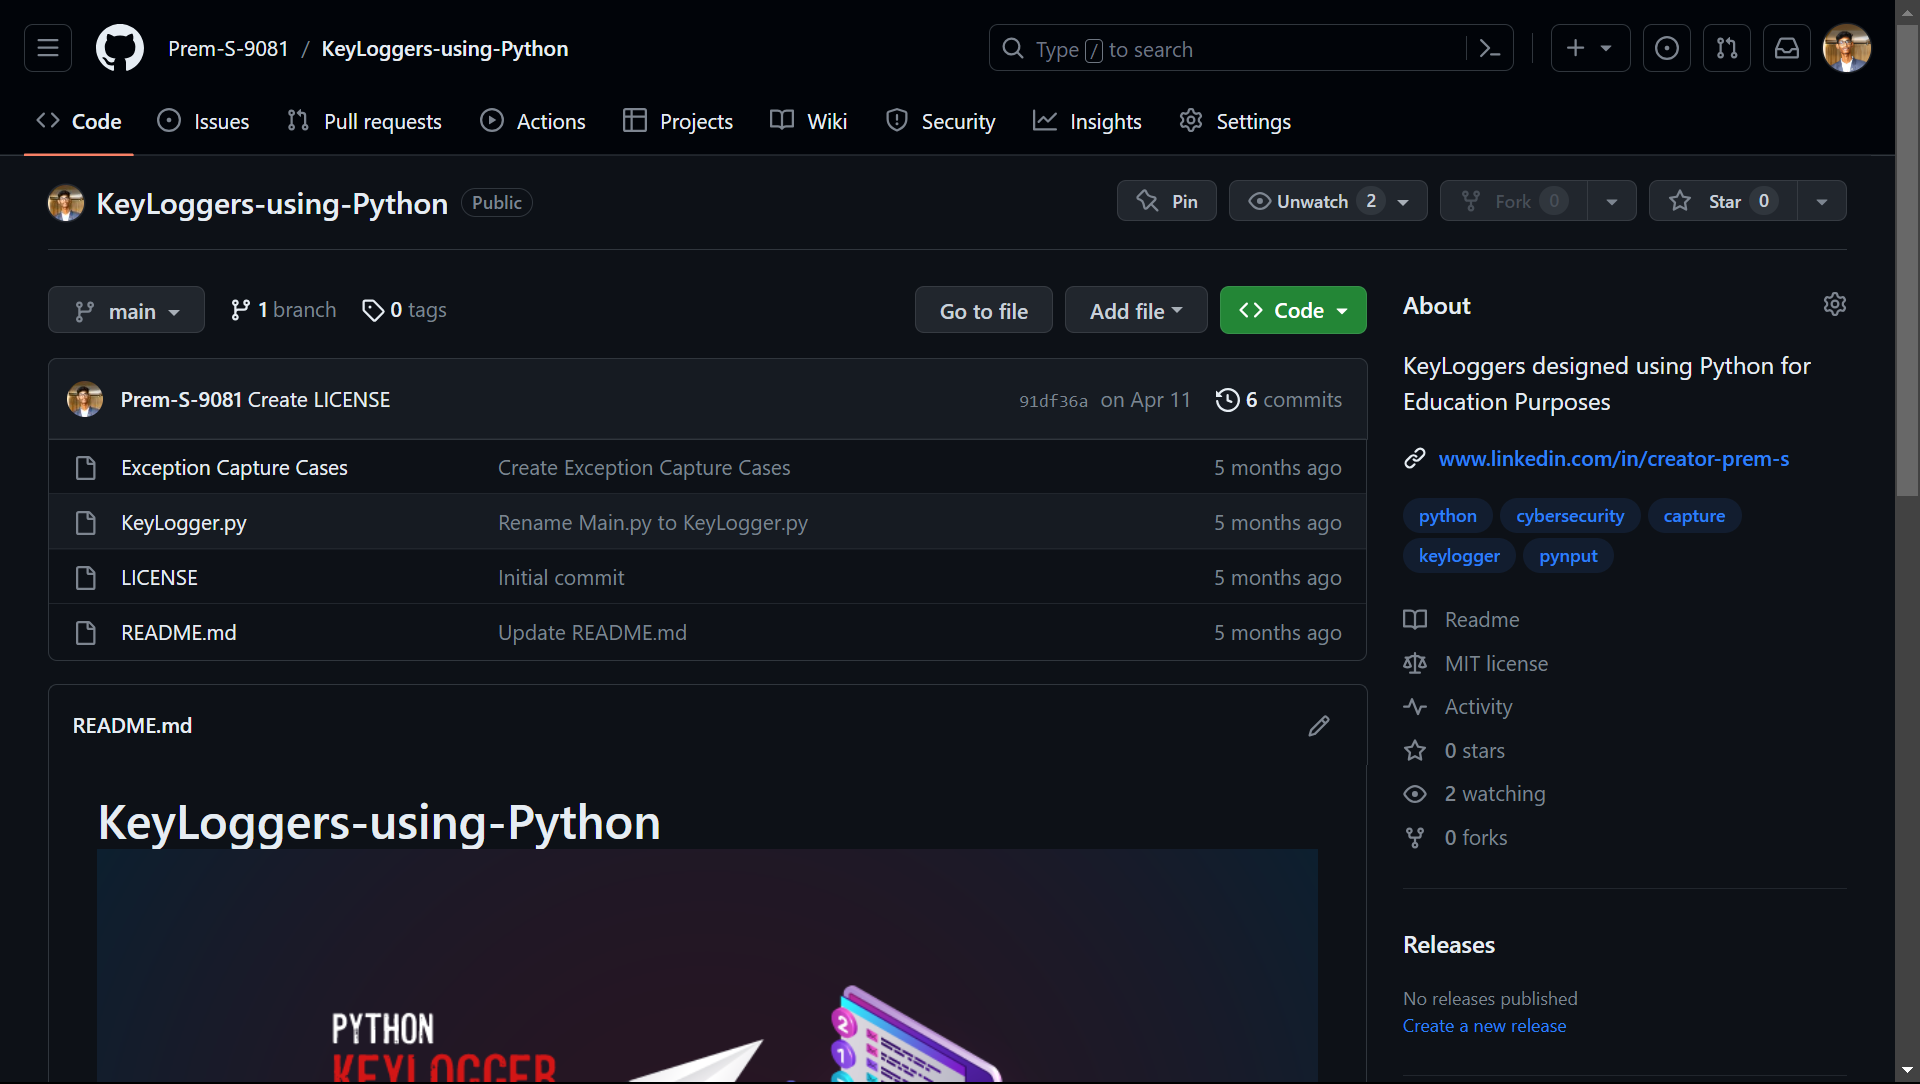 Prem-S-9081 / KeyLoggers-using-Python
Type / to search
Code Issues Pull requests Actions Projects Wiki Security Insights Settings
KeyLoggers-using-Python Public
Pin Unwatch 2 Fork 0 Star 0
main 1 branch 0 tags
Go to file Add file Code
Prem-S-9081 Create LICENSE 91df36a on Apr 11 6 commits
Exception Capture Cases Create Exception Capture Cases 5 months ago
KeyLogger.py Rename Main.py to KeyLogger.py 5 months ago
LICENSE Initial commit 5 months ago
README.md Update README.md 5 months ago
README.md
KeyLoggers-using-Python
PYTHON
KEYLOGGER
2
1
About
KeyLoggers designed using Python for
Education Purposes
www.linkedin.com/in/creator-prem-s
python cybersecurity capture
keylogger pynput
Readme
MIT license
Activity
0 stars
2 watching
0 forks
Releases
No releases published
Create a new release